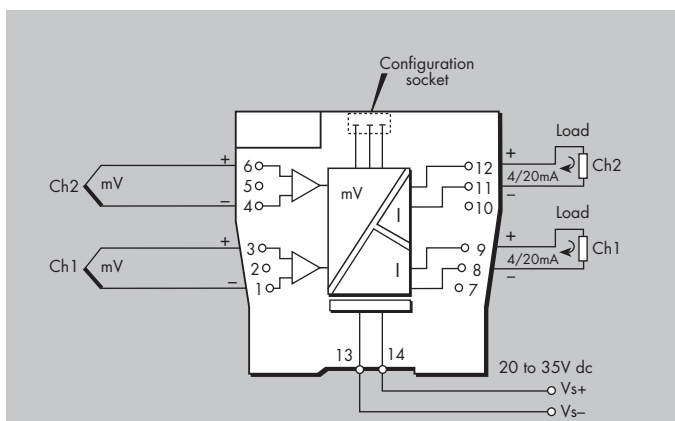 Configuration
socket
Load
+ 6 12 + Ch2
Ch2 mV 5 mV I 11 4/20mA
− 4 10 −
Load
+ 3 9 + Ch1
Ch1 mV 2 I 8 4/20mA
− 1 7 −
13 14 20 to 35V dc
Vs+
Vs−